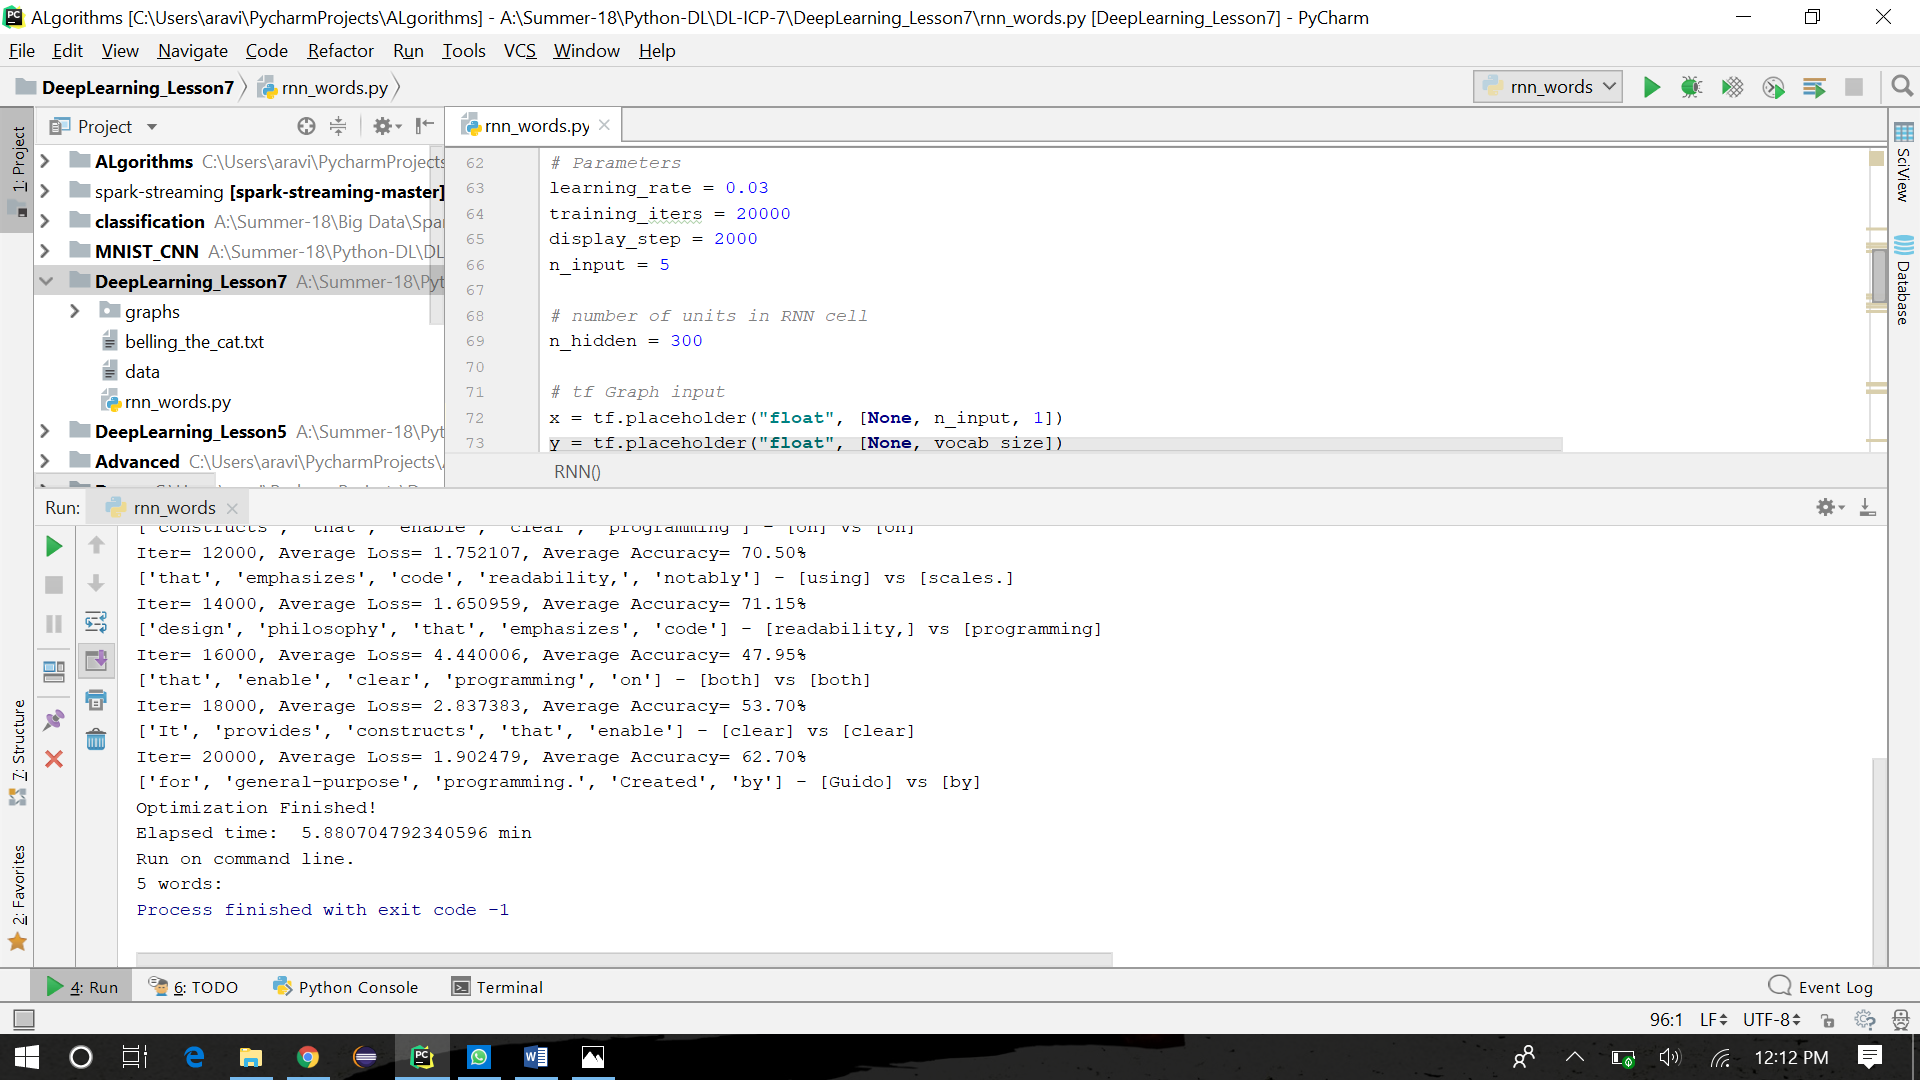 ALgorithms [C:\Users\aravi\PycharmProjects\ALgorithms] - A:\Summer-18\Python-DL\DL-ICP-7\DeepLearning_Lesson7\rnn_words.py [DeepLearning_Lesson7] - PyCharm
File Edit View Navigate Code Refactor Run Tools VCS Window Help
DeepLearning_Lesson7 rnn_words.py
rnn_words
1: Project
Project
rnn_words.py
ALgorithms C:\Users\aravi\PycharmProjects
spark-streaming [spark-streaming-master]
classification A:\Summer-18\Big Data\Spa
MNIST_CNN A:\Summer-18\Python-DL\DL
DeepLearning_Lesson7 A:\Summer-18\Pyt
graphs
belling_the_cat.txt
data
rnn_words.py
DeepLearning_Lesson5 A:\Summer-18\Pyt
Advanced C:\Users\aravi\PycharmProjects\
62 # Parameters
63 learning_rate = 0.03
64 training_iters = 20000
65 display_step = 2000
66 n_input = 5
67
68 # number of units in RNN cell
69 n_hidden = 300
70
71 # tf Graph input
72 x = tf.placeholder("float", [None, n_input, 1])
73 y = tf.placeholder("float", [None, vocab_size])
RNN()
SciView
Database
Run: rnn_words
['constructs', 'that', 'enable', 'clear', 'programming'] - [on] vs [on]
Iter= 12000, Average Loss= 1.752107, Average Accuracy= 70.50%
['that', 'emphasizes', 'code', 'readability,', 'notably'] - [using] vs [scales.]
Iter= 14000, Average Loss= 1.650959, Average Accuracy= 71.15%
['design', 'philosophy', 'that', 'emphasizes', 'code'] - [readability,] vs [programming]
Iter= 16000, Average Loss= 4.440006, Average Accuracy= 47.95%
['that', 'enable', 'clear', 'programming', 'on'] - [both] vs [both]
Iter= 18000, Average Loss= 2.837383, Average Accuracy= 53.70%
['It', 'provides', 'constructs', 'that', 'enable'] - [clear] vs [clear]
Iter= 20000, Average Loss= 1.902479, Average Accuracy= 62.70%
['for', 'general-purpose', 'programming.', 'Created', 'by'] - [Guido] vs [by]
Optimization Finished!
Elapsed time:  5.880704792340596 min
Run on command line.
5 words:
Process finished with exit code -1
7: Structure
2: Favorites
4: Run 6: TODO Python Console Terminal Event Log
96:1 LF UTF-8
12:12 PM